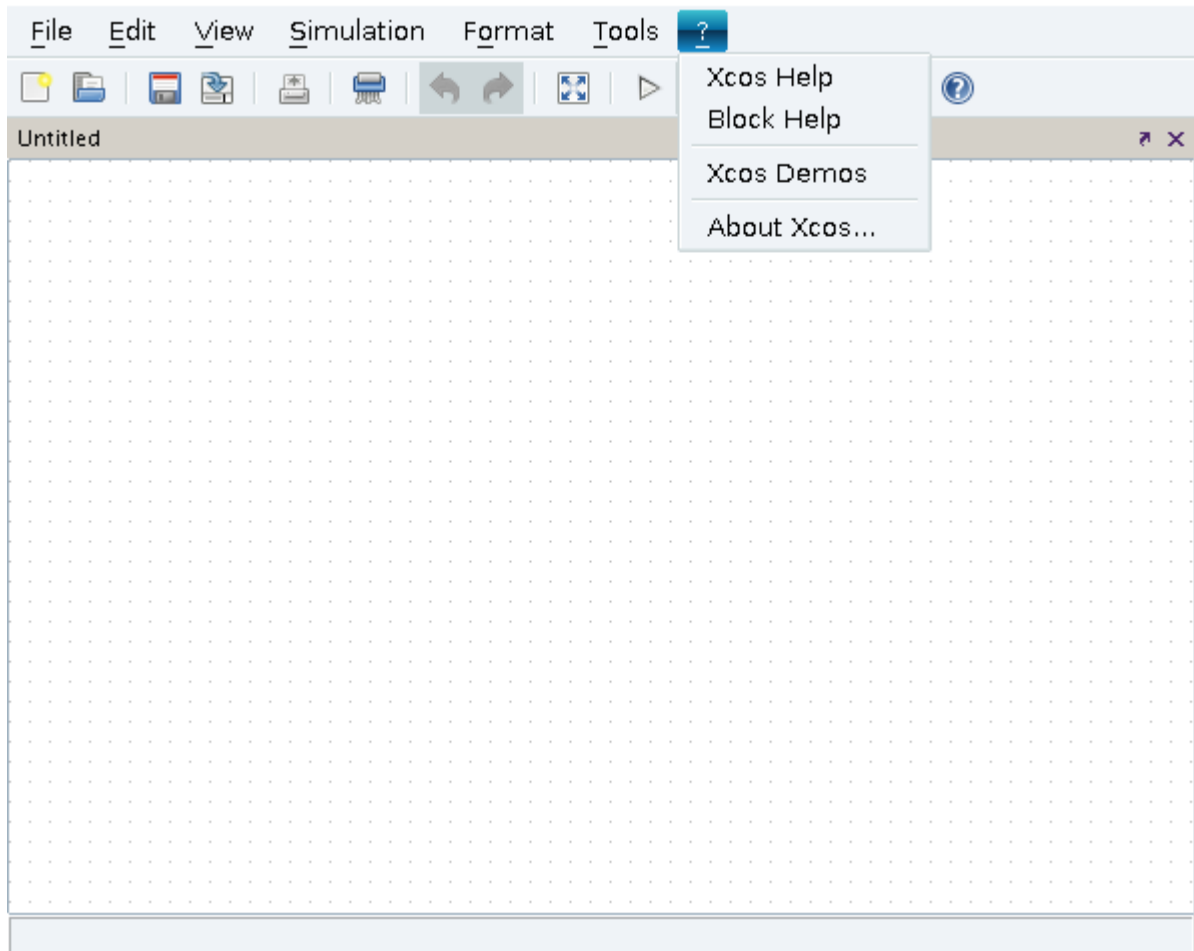 File Edit View Simulation Format Tools ?
Xcos Help
Block Help
Untitled
Xcos Demos
About Xcos...